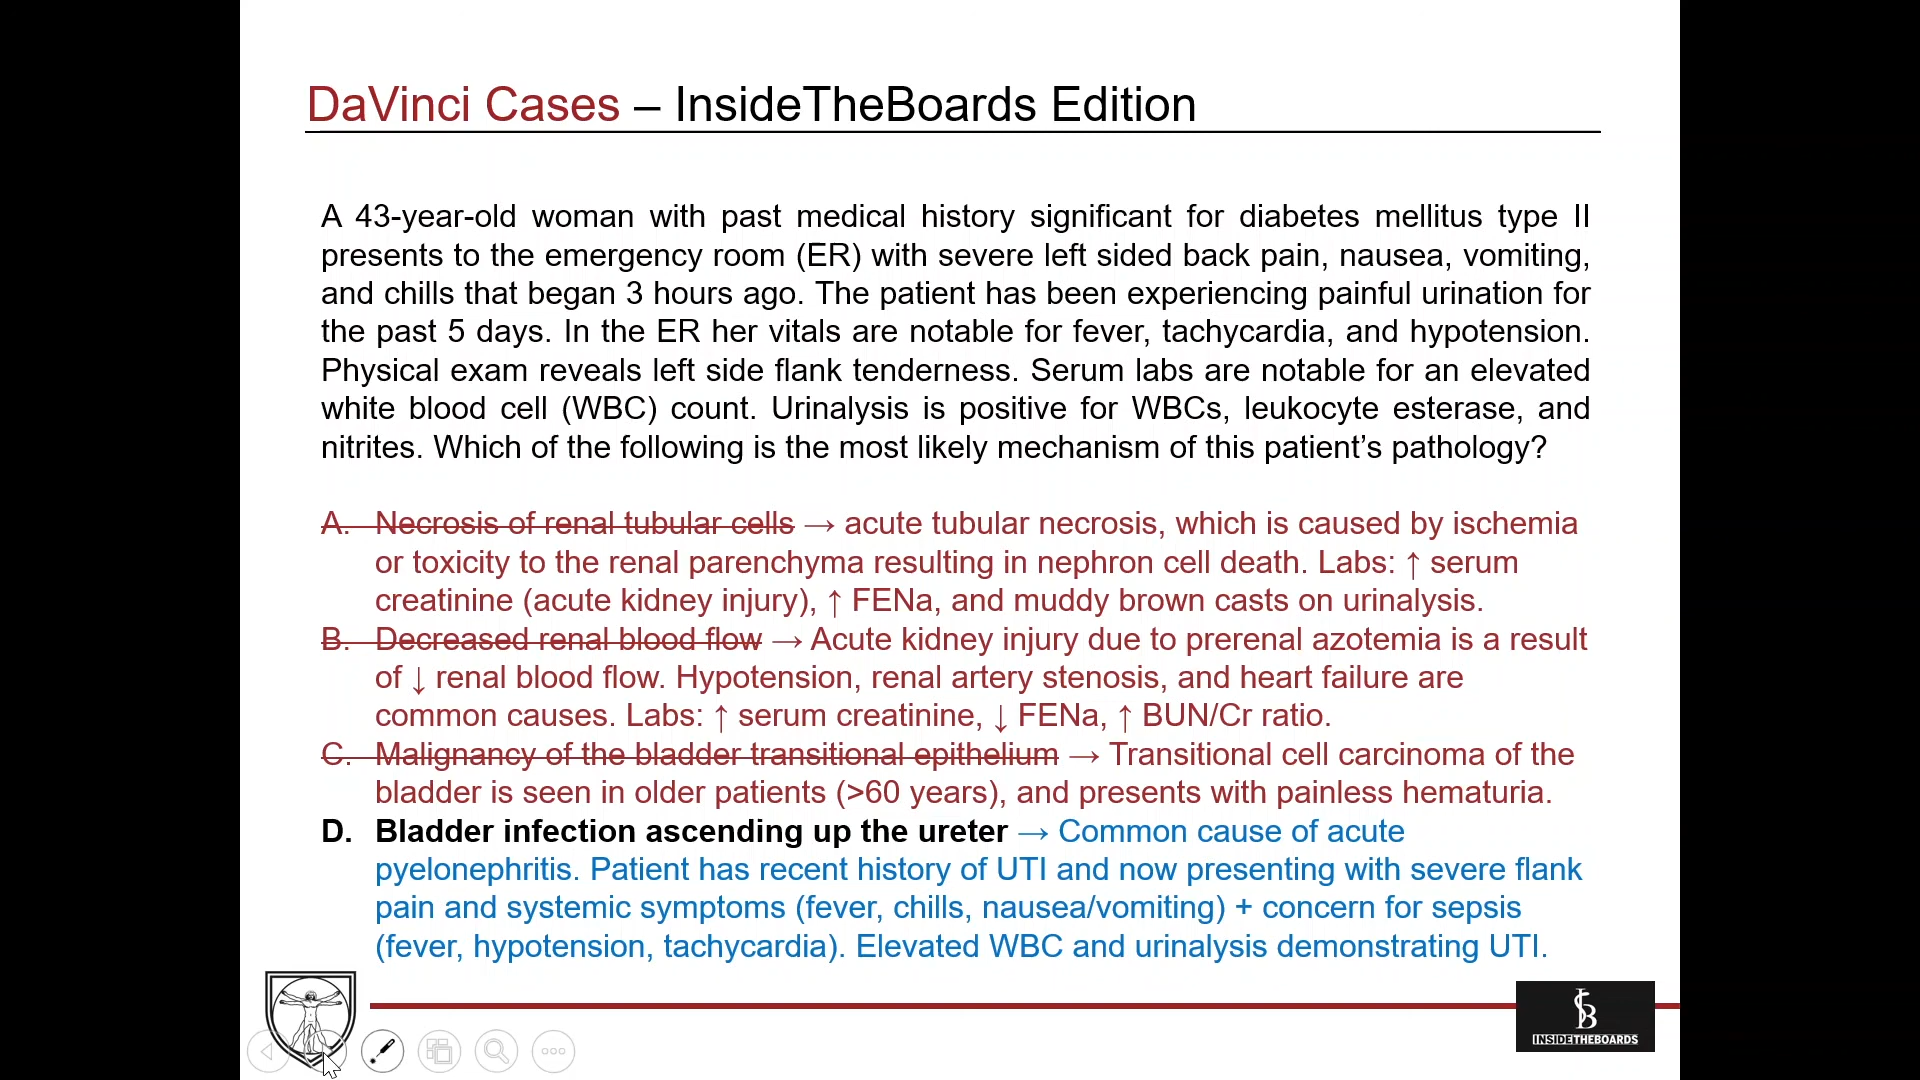 DaVinci Cases – InsideTheBoards Edition
A 43-year-old woman with past medical history significant for diabetes mellitus type II
presents to the emergency room (ER) with severe left sided back pain, nausea, vomiting,
and chills that began 3 hours ago. The patient has been experiencing painful urination for
the past 5 days. In the ER her vitals are notable for fever, tachycardia, and hypotension.
Physical exam reveals left side flank tenderness. Serum labs are notable for an elevated
white blood cell (WBC) count. Urinalysis is positive for WBCs, leukocyte esterase, and
nitrites. Which of the following is the most likely mechanism of this patient’s pathology?
A. Necrosis of renal tubular cells → acute tubular necrosis, which is caused by ischemia
or toxicity to the renal parenchyma resulting in nephron cell death. Labs: ↑ serum
creatinine (acute kidney injury), ↑ FENa, and muddy brown casts on urinalysis.
B. Decreased renal blood flow → Acute kidney injury due to prerenal azotemia is a result
of ↓ renal blood flow. Hypotension, renal artery stenosis, and heart failure are
common causes. Labs: ↑ serum creatinine, ↓ FENa, ↑ BUN/Cr ratio.
C. Malignancy of the bladder transitional epithelium → Transitional cell carcinoma of the
bladder is seen in older patients (>60 years), and presents with painless hematuria.
D. Bladder infection ascending up the ureter → Common cause of acute
pyelonephritis. Patient has recent history of UTI and now presenting with severe flank
pain and systemic symptoms (fever, chills, nausea/vomiting) + concern for sepsis
(fever, hypotension, tachycardia). Elevated WBC and urinalysis demonstrating UTI.
INSIDETHEBOARDS